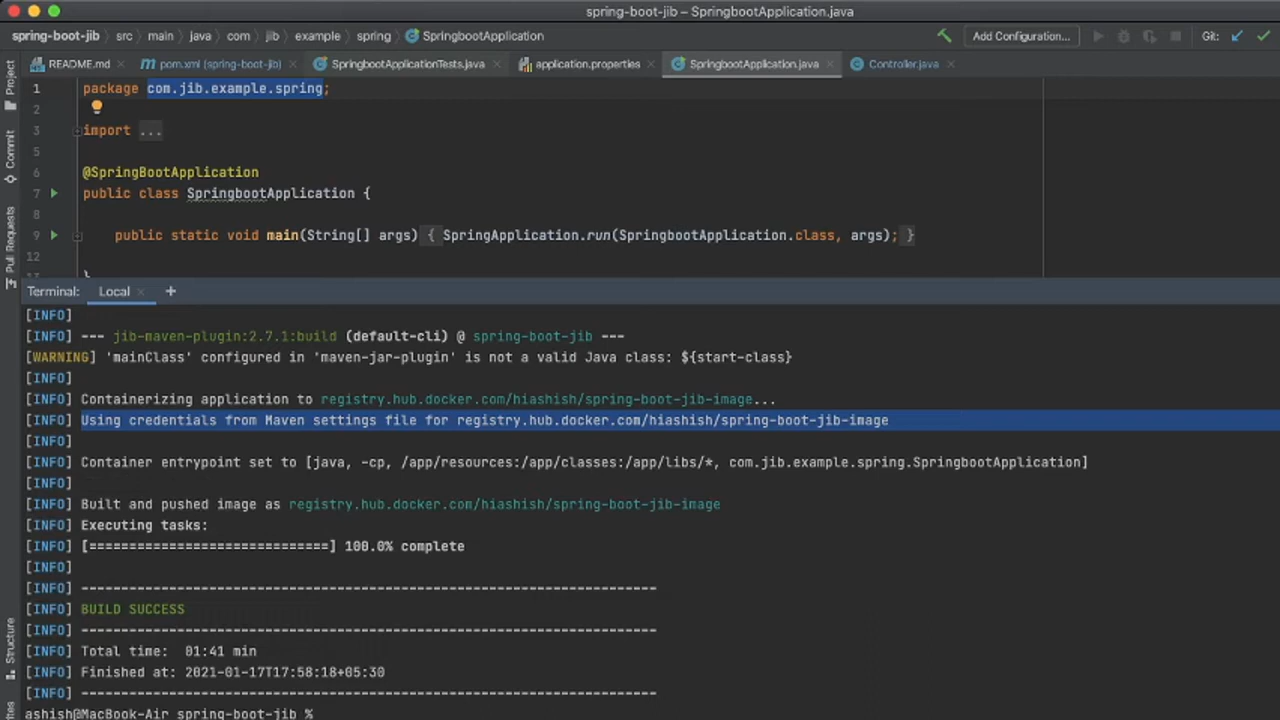 spring-boot-jib – SpringbootApplication.java
spring-boot-jib src main java com jib example spring SpringbootApplication Add Configuration... Git:
README.md pom.xml (spring-boot-jib) SpringbootApplicationTests.java application.properties SpringbootApplication.java Controller.java
Project
Commit
Pull Requests
1 package com.jib.example.spring;
2
3 import ...
5
6 @SpringBootApplication
7 public class SpringbootApplication {
8
9 public static void main(String[] args) { SpringApplication.run(SpringbootApplication.class, args); }
12
}
Terminal: Local +
[INFO]
[INFO] --- jib-maven-plugin:2.7.1:build (default-cli) @ spring-boot-jib ---
[WARNING] 'mainClass' configured in 'maven-jar-plugin' is not a valid Java class: ${start-class}
[INFO]
[INFO] Containerizing application to registry.hub.docker.com/hiashish/spring-boot-jib-image...
[INFO] Using credentials from Maven settings file for registry.hub.docker.com/hiashish/spring-boot-jib-image
[INFO]
[INFO] Container entrypoint set to [java, -cp, /app/resources:/app/classes:/app/libs/*, com.jib.example.spring.SpringbootApplication]
[INFO]
[INFO] Built and pushed image as registry.hub.docker.com/hiashish/spring-boot-jib-image
[INFO] Executing tasks:
[INFO] [==============================] 100.0% complete
[INFO]
[INFO] ------------------------------------------------------------------------
[INFO] BUILD SUCCESS
[INFO] ------------------------------------------------------------------------
[INFO] Total time:  01:41 min
[INFO] Finished at: 2021-01-17T17:58:18+05:30
[INFO] ------------------------------------------------------------------------
ashish@MacBook-Air spring-boot-jib %
Structure